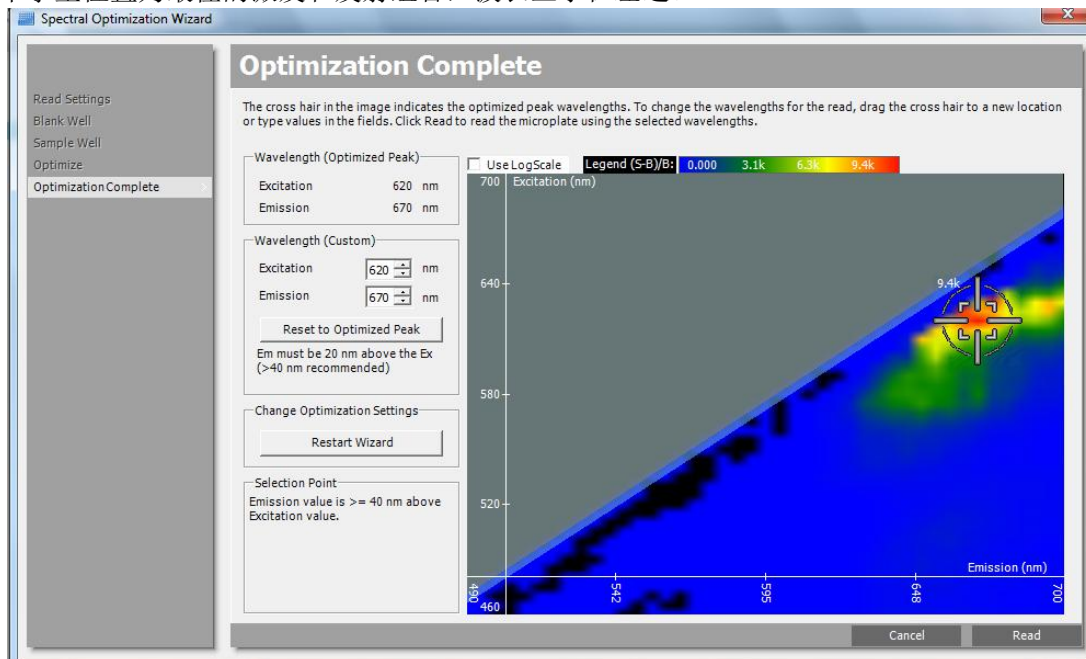 Spectral Optimization Wizard
X
Read Settings
Blank Well
Sample Well
Optimize
Optimization Complete
Optimization Complete
The cross hair in the image indicates the optimized peak wavelengths. To change the wavelengths for the read, drag the cross hair to a new location
or type values in the fields. Click Read to read the microplate using the selected wavelengths.
Wavelength (Optimized Peak)
Excitation 620 nm
Emission 670 nm
Wavelength (Custom)
Excitation 620 nm
Emission 670 nm
Reset to Optimized Peak
Em must be 20 nm above the Ex
(>40 nm recommended)
Change Optimization Settings
Restart Wizard
Selection Point
Emission value is >= 40 nm above
Excitation value.
Use LogScale Legend (S-B)/B: 0.000 3.1k 6.3k 9.4k
700 Excitation (nm)
640
9.4k
580
520
Emission (nm)
490 542 595 648 700
460
Cancel Read